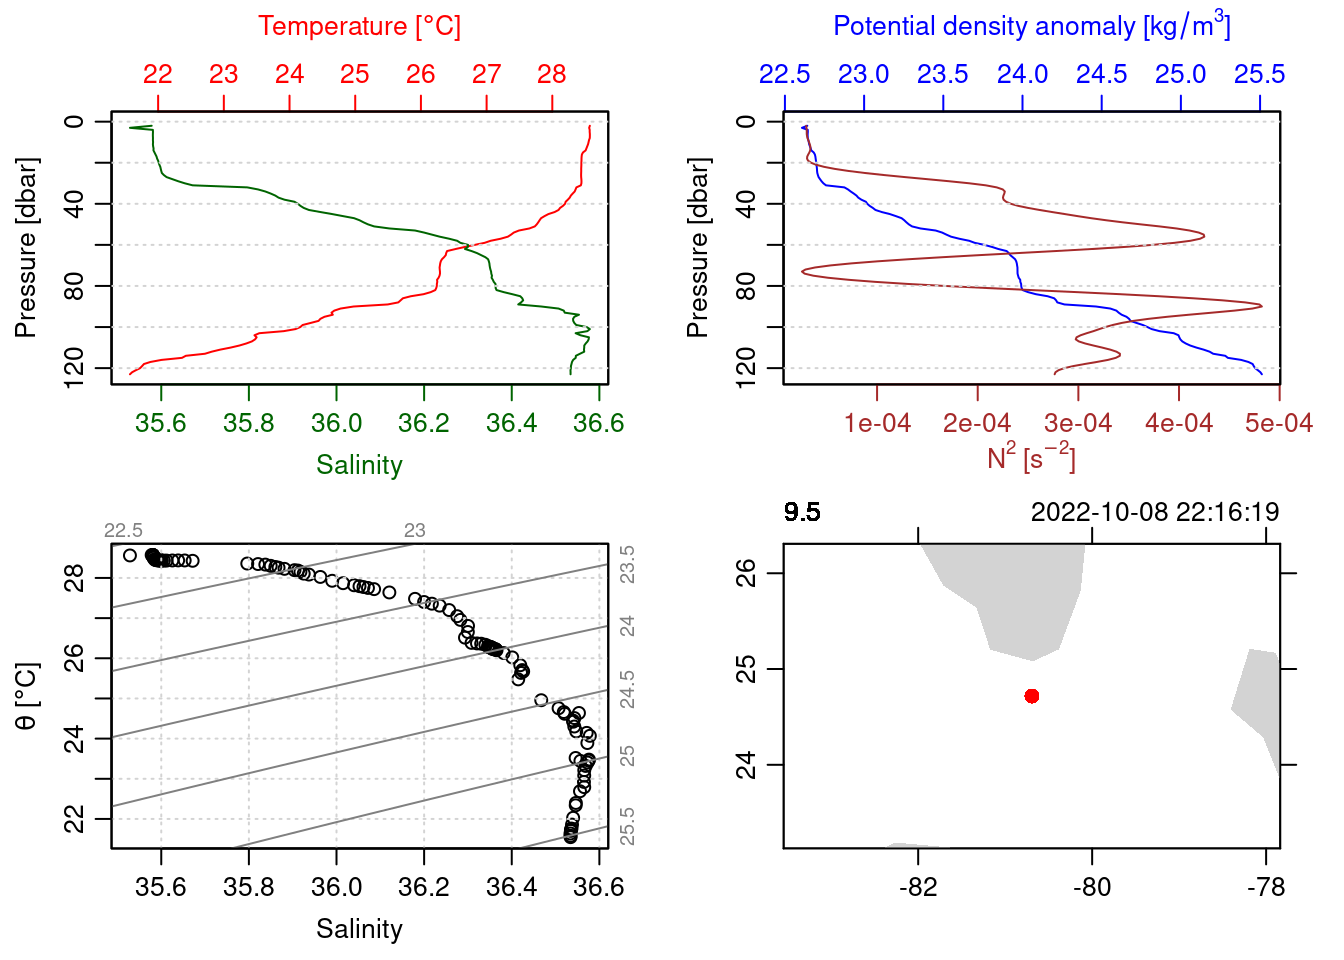 Temperature [°C]
22 23 24 25 26 27 28
Pressure [dbar]
0 40 80 120
35.6 35.8 36.0 36.2 36.4 36.6
Salinity
Potential density anomaly [kg/m³]
22.5 23.0 23.5 24.0 24.5 25.0 25.5
Pressure [dbar]
0 40 80 120
1e-04 2e-04 3e-04 4e-04 5e-04
N² [s⁻²]
22.5 23
23.5 24 24.5 25 25.5
θ [°C]
28 26 24 22
35.6 35.8 36.0 36.2 36.4 36.6
Salinity
9.5 2022-10-08 22:16:19
26 25 24
-82 -80 -78